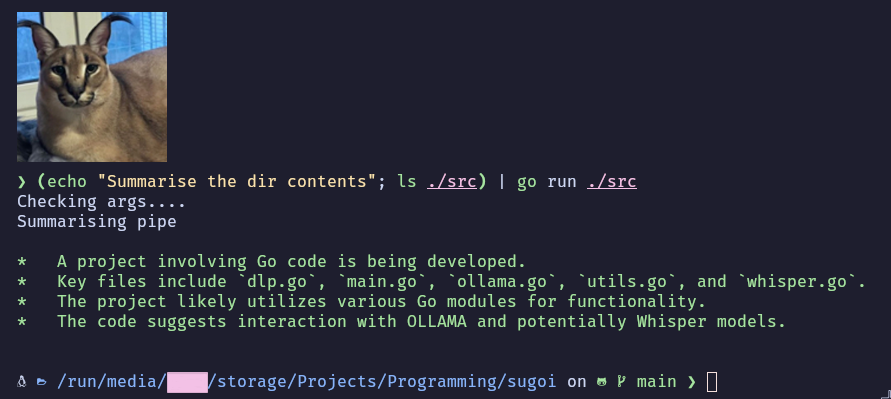 ❯ (echo "Summarise the dir contents"; ls ./src) | go run ./src
Checking args....
Summarising pipe
*   A project involving Go code is being developed.
*   Key files include `dlp.go`, `main.go`, `ollama.go`, `utils.go`, and `whisper.go`.
*   The project likely utilizes various Go modules for functionality.
*   The code suggests interaction with OLLAMA and potentially Whisper models.
/run/media/ /storage/Projects/Programming/sugoi on main ❯